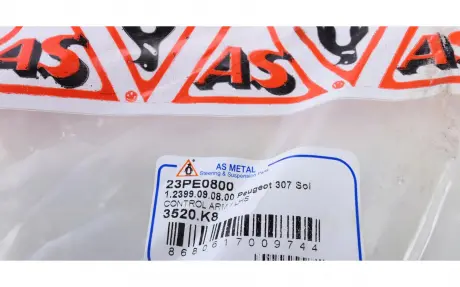 AS
AS
AS
AS METAL
Steering & Suspension Parts
23PE0800
1.2399.09.08.00 Peugeot 307 Sol
CONTROL ARM LHS
3520.K8
8680617009744